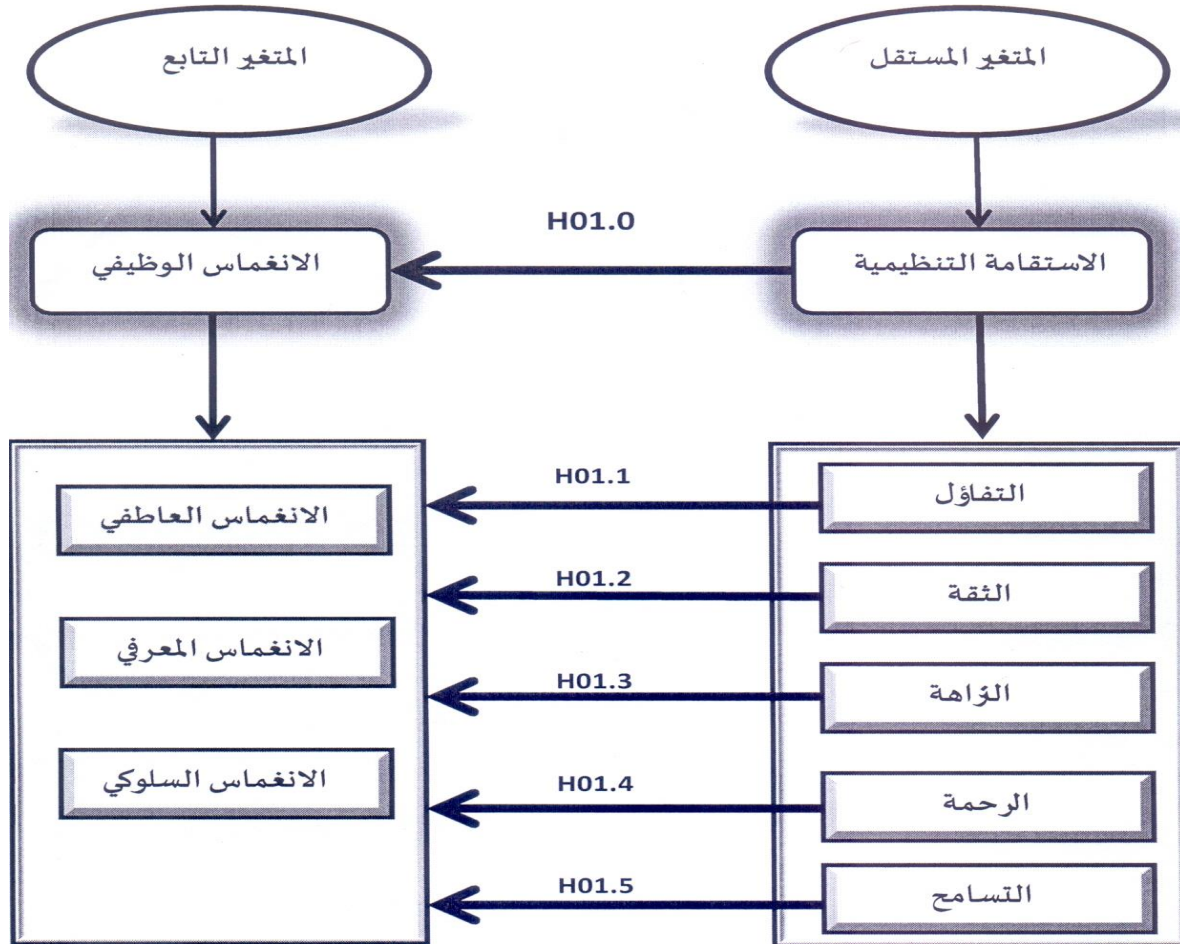 المتغير المستقل
المتغير التابع
H01.0
الاستقامة التنظيمية
الانغماس الوظيفي
التفاؤل
H01.1
الانغماس العاطفي
الثقة
H01.2
الانغماس المعرفي
النزاهة
H01.3
الانغماس السلوكي
الرحمة
H01.4
التسامح
H01.5